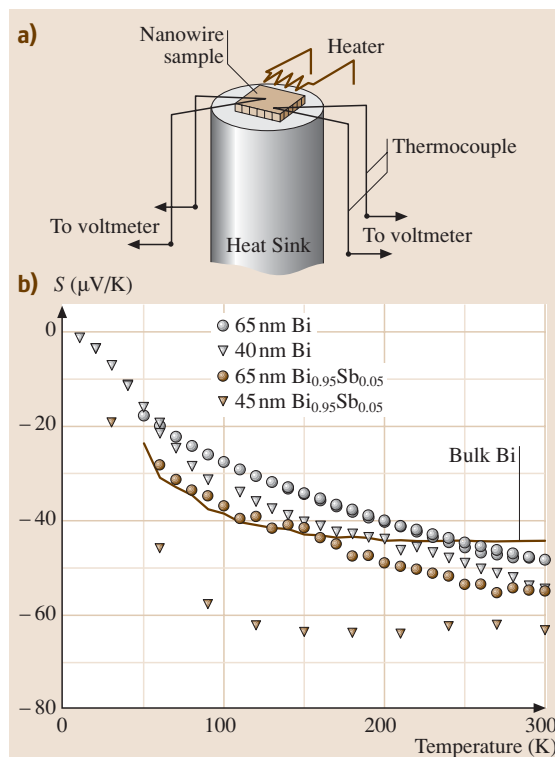 a)
Nanowire
sample
Heater
Thermocouple
To voltmeter
To voltmeter
Heat Sink
b) S (µV/K)
0
−20
−40
−60
−80
65 nm Bi
40 nm Bi
65 nm Bi0.95Sb0.05
45 nm Bi0.95Sb0.05
Bulk Bi
0 100 200 300
Temperature (K)